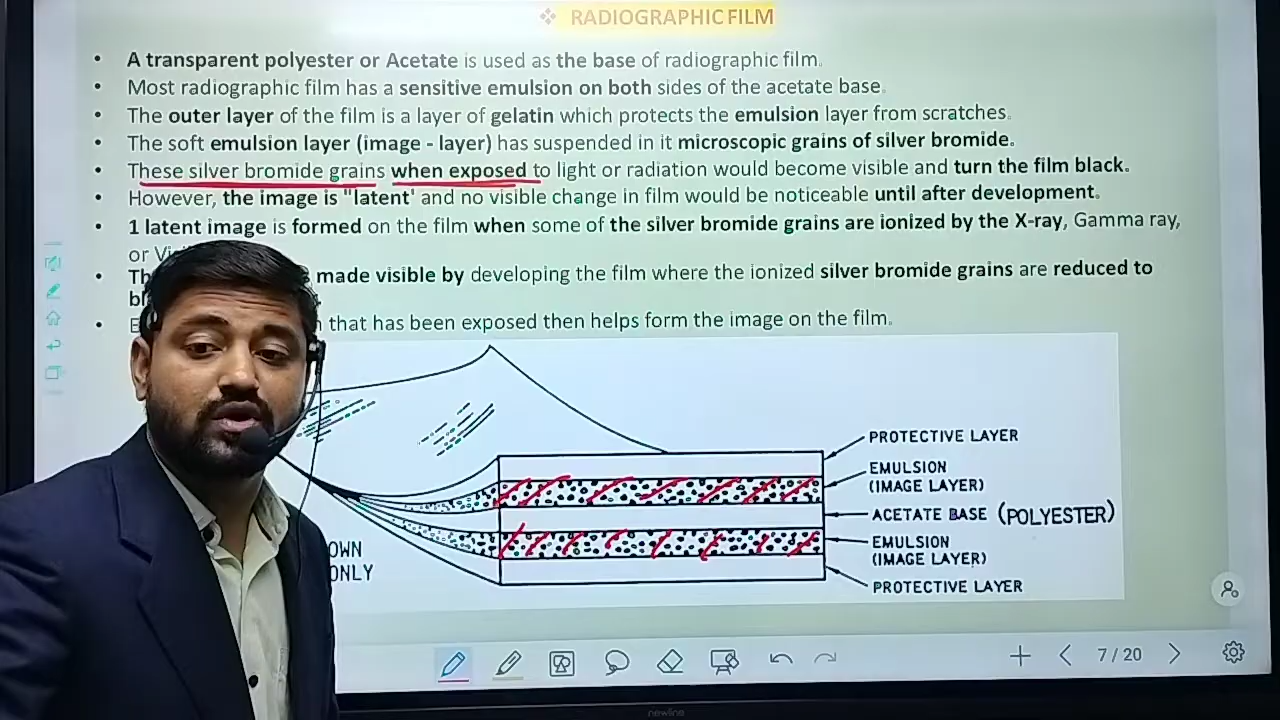 ❖ RADIOGRAPHIC FILM
• A transparent polyester or Acetate is used as the base of radiographic film.
• Most radiographic film has a sensitive emulsion on both sides of the acetate base.
• The outer layer of the film is a layer of gelatin which protects the emulsion layer from scratches.
• The soft emulsion layer (image - layer) has suspended in it microscopic grains of silver bromide.
• These silver bromide grains when exposed to light or radiation would become visible and turn the film black.
• However, the image is "latent' and no visible change in film would be noticeable until after development.
• 1 latent image is formed on the film when some of the silver bromide grains are ionized by the X-ray, Gamma ray,
or
• made visible by developing the film where the ionized silver bromide grains are reduced to
• that has been exposed then helps form the image on the film.
PROTECTIVE LAYER
EMULSION
(IMAGE LAYER)
ACETATE BASE (POLYESTER)
EMULSION
(IMAGE LAYER)
PROTECTIVE LAYER
OWN
ONLY
7 / 20
newline